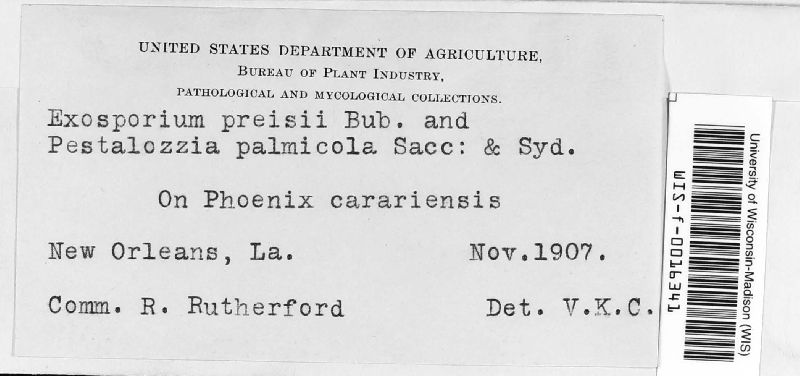 UNITED STATES DEPARTMENT OF AGRICULTURE,
BUREAU OF PLANT INDUSTRY,
PATHOLOGICAL AND MYCOLOGICAL COLLECTIONS.
Exosporium preisii Bub. and
Pestalozzia palmicola Sacc: & Syd.
On Phoenix carariensis
New Orleans, La. Nov.1907.
Comm. R. Rutherford Det. V.K.C.
WIS-f-0016341
University of Wisconsin-Madison (WIS)